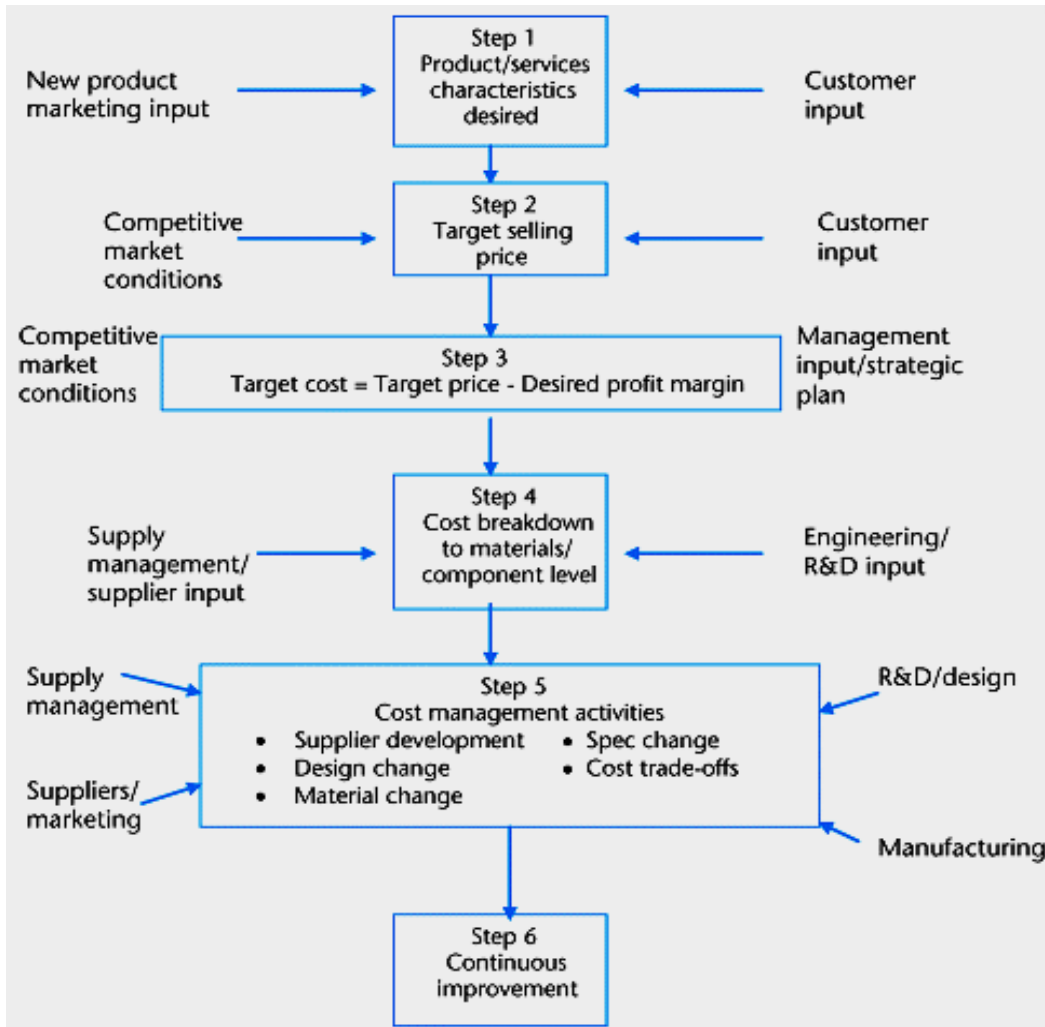 Step 1
Product/services
characteristics
desired
New product
marketing input
Customer
input
Step 2
Target selling
price
Competitive
market
conditions
Customer
input
Competitive
market
conditions
Step 3
Target cost = Target price - Desired profit margin
Management
input/strategic
plan
Step 4
Cost breakdown
to materials/
component level
Supply
management/
supplier input
Engineering/
R&D input
Supply
management
Suppliers/
marketing
Step 5
Cost management activities
• Supplier development
• Design change
• Material change
• Spec change
• Cost trade-offs
R&D/design
Manufacturing
Step 6
Continuous
improvement